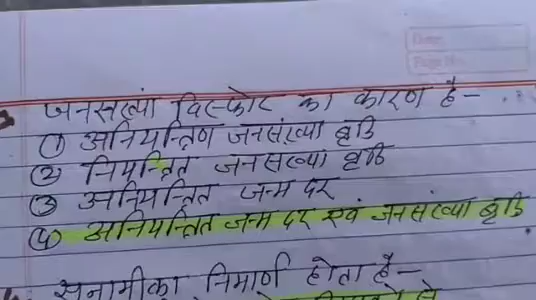 जनसंख्या विस्फोट का कारण है -
① अनियन्त्रिण जनसंख्या बृद्धि
② नियन्त्रित जनसख्या बृद्धि
③ अनियन्त्रित जन्म दर
④ अनियन्त्रित जन्म दर एवं जनसंख्या बृद्धि
सुनामी का निमार्ण होता है -